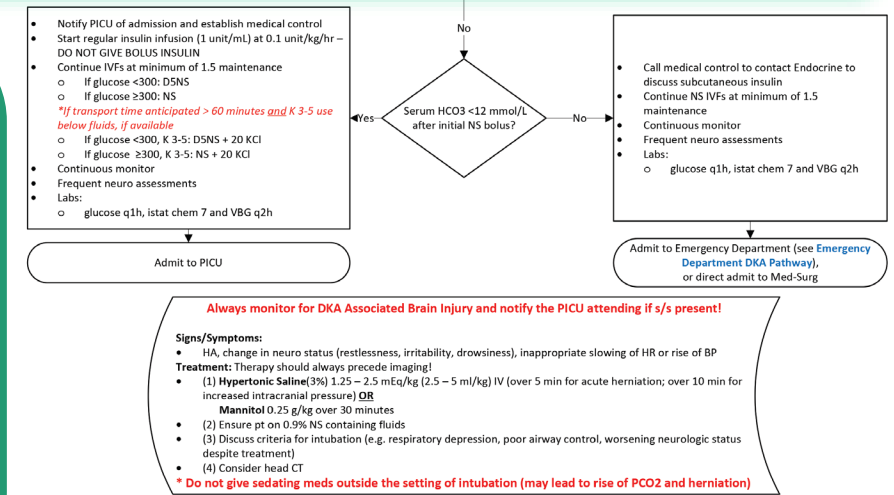 • Notify PICU of admission and establish medical control
• Start regular insulin infusion (1 unit/mL) at 0.1 unit/kg/hr –
DO NOT GIVE BOLUS INSULIN
• Continue IVFs at minimum of 1.5 maintenance
o If glucose <300: D5NS
o If glucose ≥300: NS
*If transport time anticipated > 60 minutes and K 3-5 use
below fluids, if available
o If glucose <300, K 3-5: D5NS + 20 KCl
o If glucose ≥300, K 3-5: NS + 20 KCl
• Continuous monitor
• Frequent neuro assessments
• Labs:
o glucose q1h, istat chem 7 and VBG q2h
Admit to PICU
No
Yes
Serum HCO3 <12 mmol/L
after initial NS bolus?
No
• Call medical control to contact Endocrine to
discuss subcutaneous insulin
• Continue NS IVFs at minimum of 1.5
maintenance
• Continuous monitor
• Frequent neuro assessments
• Labs:
o glucose q1h, istat chem 7 and VBG q2h
Admit to Emergency Department (see Emergency
Department DKA Pathway),
or direct admit to Med-Surg
Always monitor for DKA Associated Brain Injury and notify the PICU attending if s/s present!
Signs/Symptoms:
• HA, change in neuro status (restlessness, irritability, drowsiness), inappropriate slowing of HR or rise of BP
Treatment: Therapy should always precede imaging!
• (1) Hypertonic Saline(3%) 1.25 – 2.5 mEq/kg (2.5 – 5 ml/kg) IV (over 5 min for acute herniation; over 10 min for
increased intracranial pressure) OR
Mannitol 0.25 g/kg over 30 minutes
• (2) Ensure pt on 0.9% NS containing fluids
• (3) Discuss criteria for intubation (e.g. respiratory depression, poor airway control, worsening neurologic status
despite treatment)
• (4) Consider head CT
* Do not give sedating meds outside the setting of intubation (may lead to rise of PCO2 and herniation)